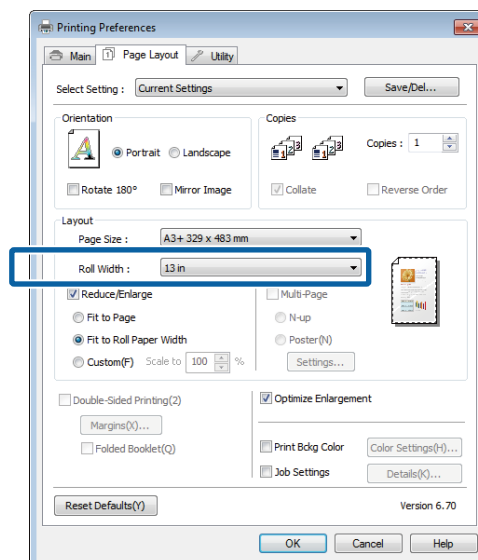 Printing Preferences
Main Page Layout Utility
Select Setting : Current Settings Save/Del...
Orientation Copies
Portrait Landscape Copies : 1
Rotate 180° Mirror Image Collate Reverse Order
Layout
Page Size : A3+ 329 x 483 mm
Roll Width : 13 in
Reduce/Enlarge Multi-Page
Fit to Page N-up
Fit to Roll Paper Width Poster(N)
Custom(F) Scale to 100 % Settings...
Double-Sided Printing(2) Optimize Enlargement
Margins(X)...
Folded Booklet(Q) Print Bckg Color Color Settings(H)...
Job Settings Details(K)...
Reset Defaults(Y) Version 6.70
OK Cancel Help